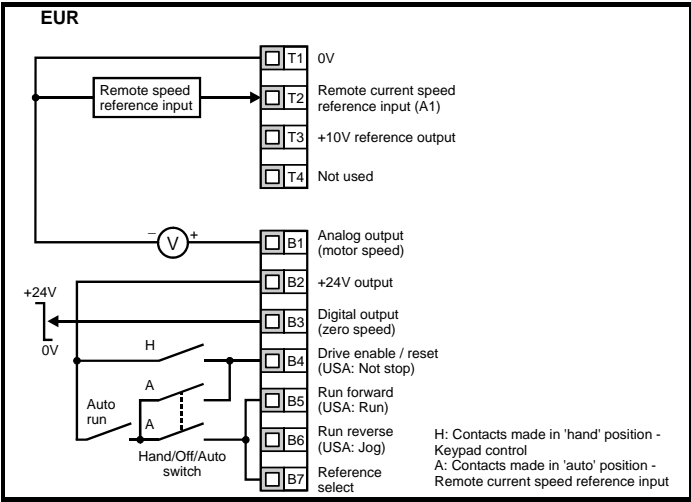 EUR
T1 0V
Remote speed
reference input
T2 Remote current speed
reference input (A1)
T3 +10V reference output
T4 Not used
− V +
B1 Analog output
(motor speed)
B2 +24V output
+24V
0V
B3 Digital output
(zero speed)
H
B4 Drive enable / reset
(USA: Not stop)
A
Auto
run
A
B5 Run forward
(USA: Run)
B6 Run reverse
(USA: Jog)
Hand/Off/Auto
switch
B7 Reference
select
H: Contacts made in 'hand' position -
Keypad control
A: Contacts made in 'auto' position -
Remote current speed reference input